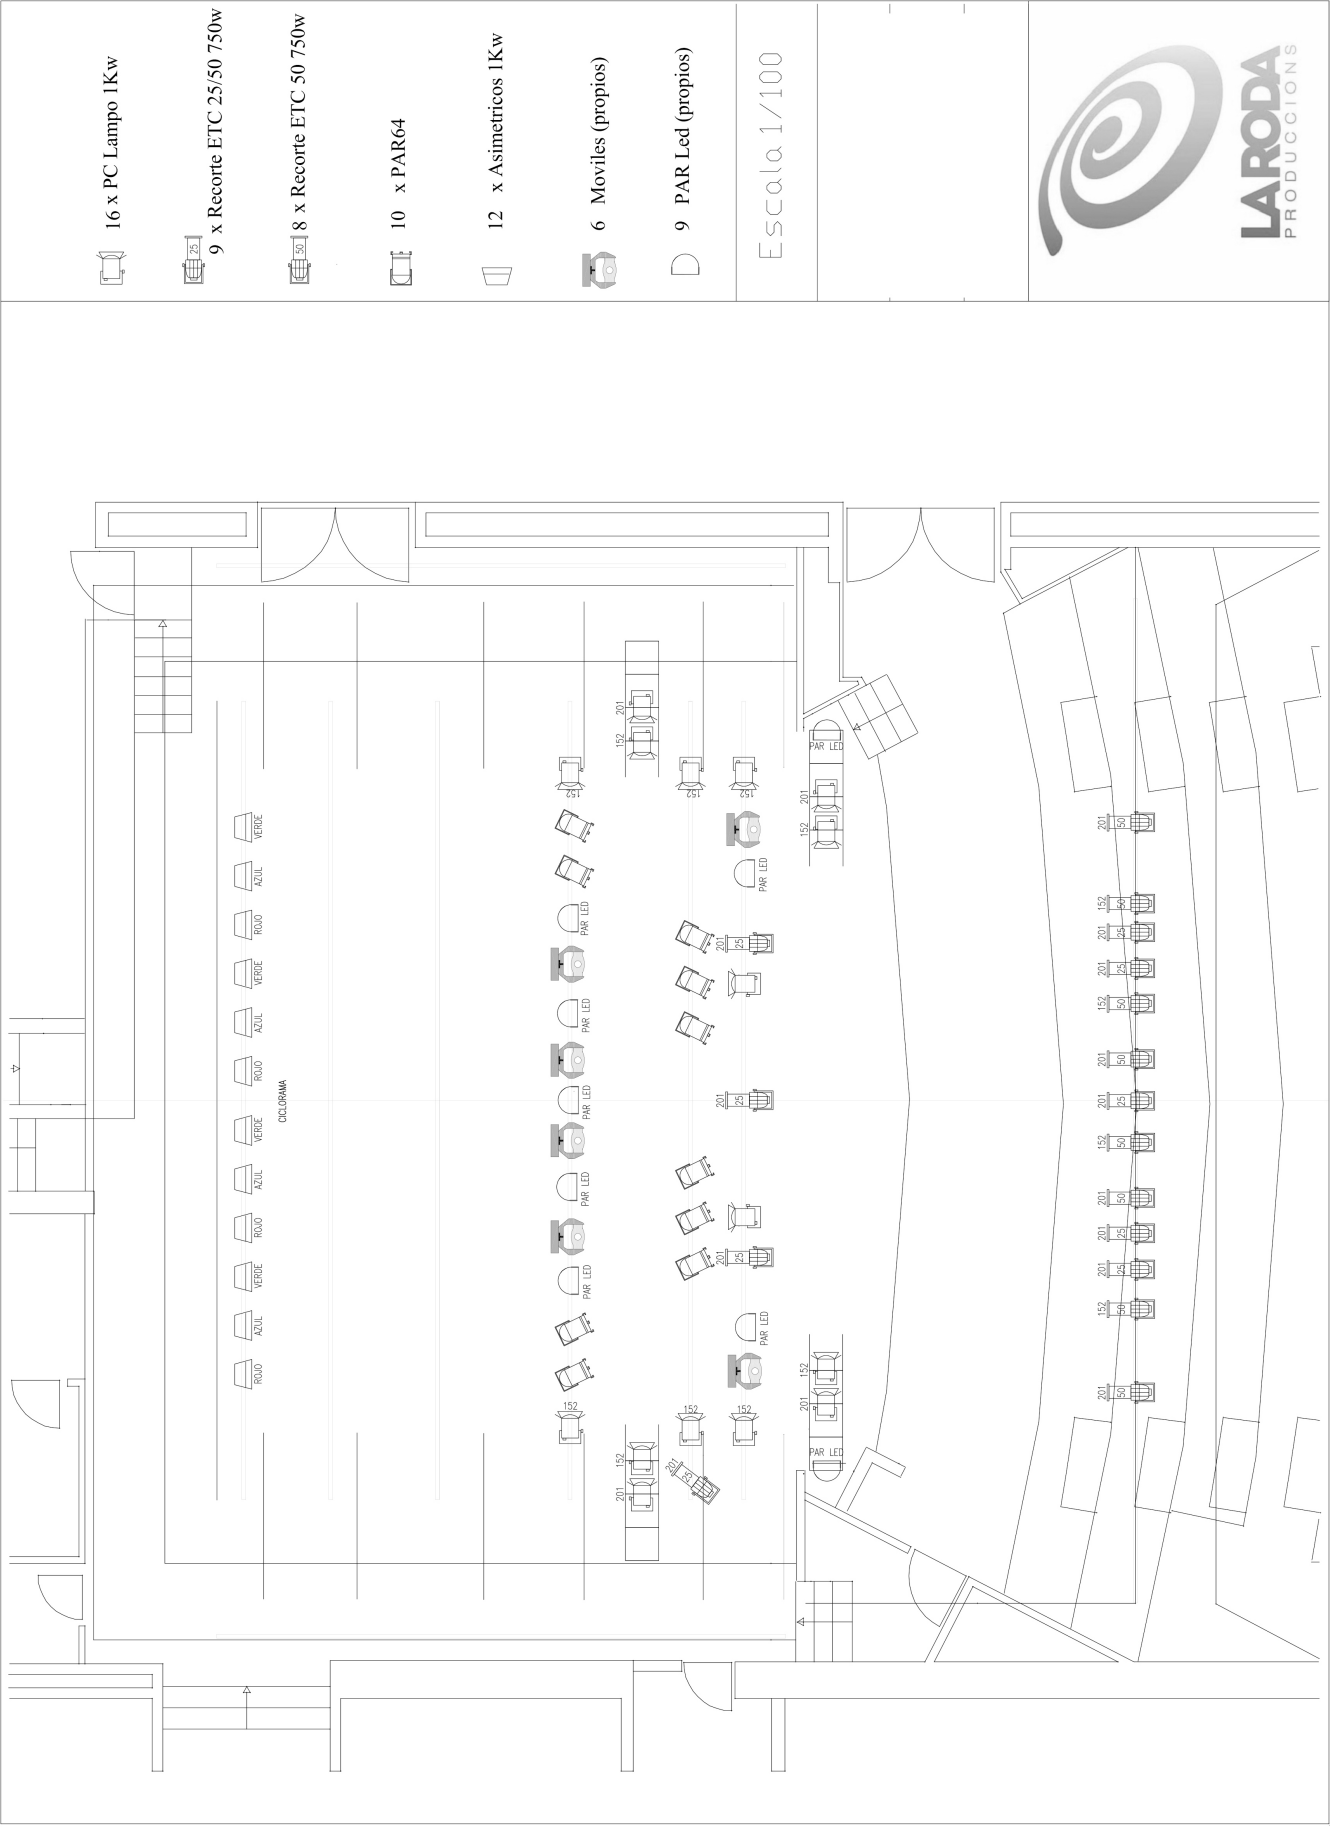 16 x PC Lampo 1Kw
25
9 x Recorte ETC 25/50 750w
50
8 x Recorte ETC 50 750w
10 x PAR64
12 x Asimetricos 1Kw
6 Moviles (propios)
9 PAR Led (propios)
Escala 1/100
LARODA
PRODUCCIONS
VERDE
AZUL
ROJO
VERDE
AZUL
ROJO
VERDE
AZUL
ROJO
VERDE
AZUL
ROJO
CICLORAMA
152
PAR LED
PAR LED
PAR LED
PAR LED
PAR LED
152
201
152
152
201
152
152
201
25
152
PAR LED
201
25
201
25
201
25
PAR LED
152
PAR LED
201
152
152
201
PAR LED
201
50
152
50
201
25
201
25
152
50
201
50
201
25
152
50
201
50
201
25
201
25
152
50
201
50